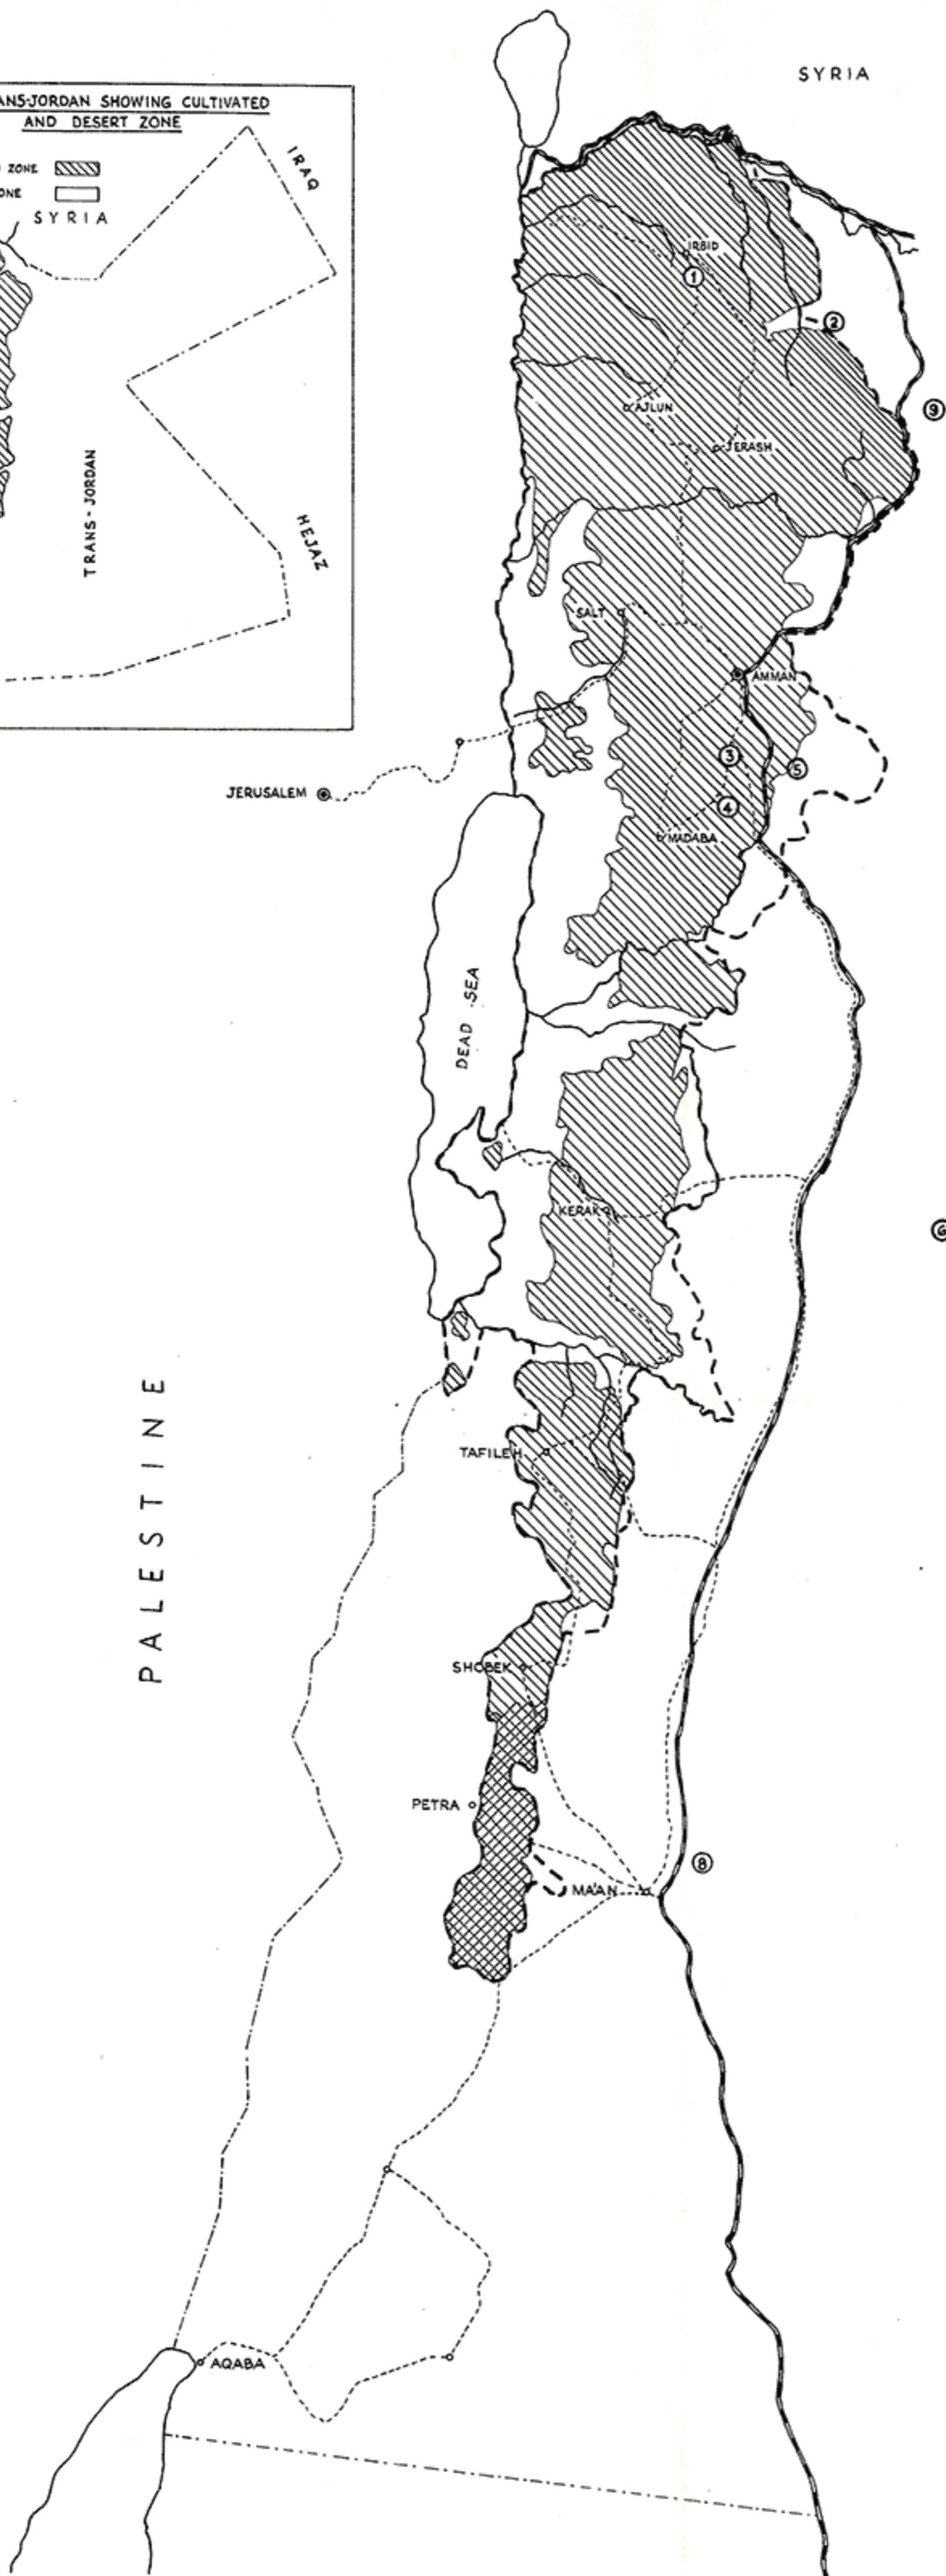 SYRIA
ANS-JORDAN SHOWING CULTIVATED
AND DESERT ZONE
ZONE
ONE
SYRIA
IRAQ
TRANS-JORDAN
HEJAZ
IRBID
1
2
9
AJLUN
JERASH
SALT
AMMAN
3
5
JERUSALEM
4
MADABA
DEAD SEA
KERAK
6
PALESTINE
TAFILEH
SHOBEK
PETRA
8
MA'AN
AQABA